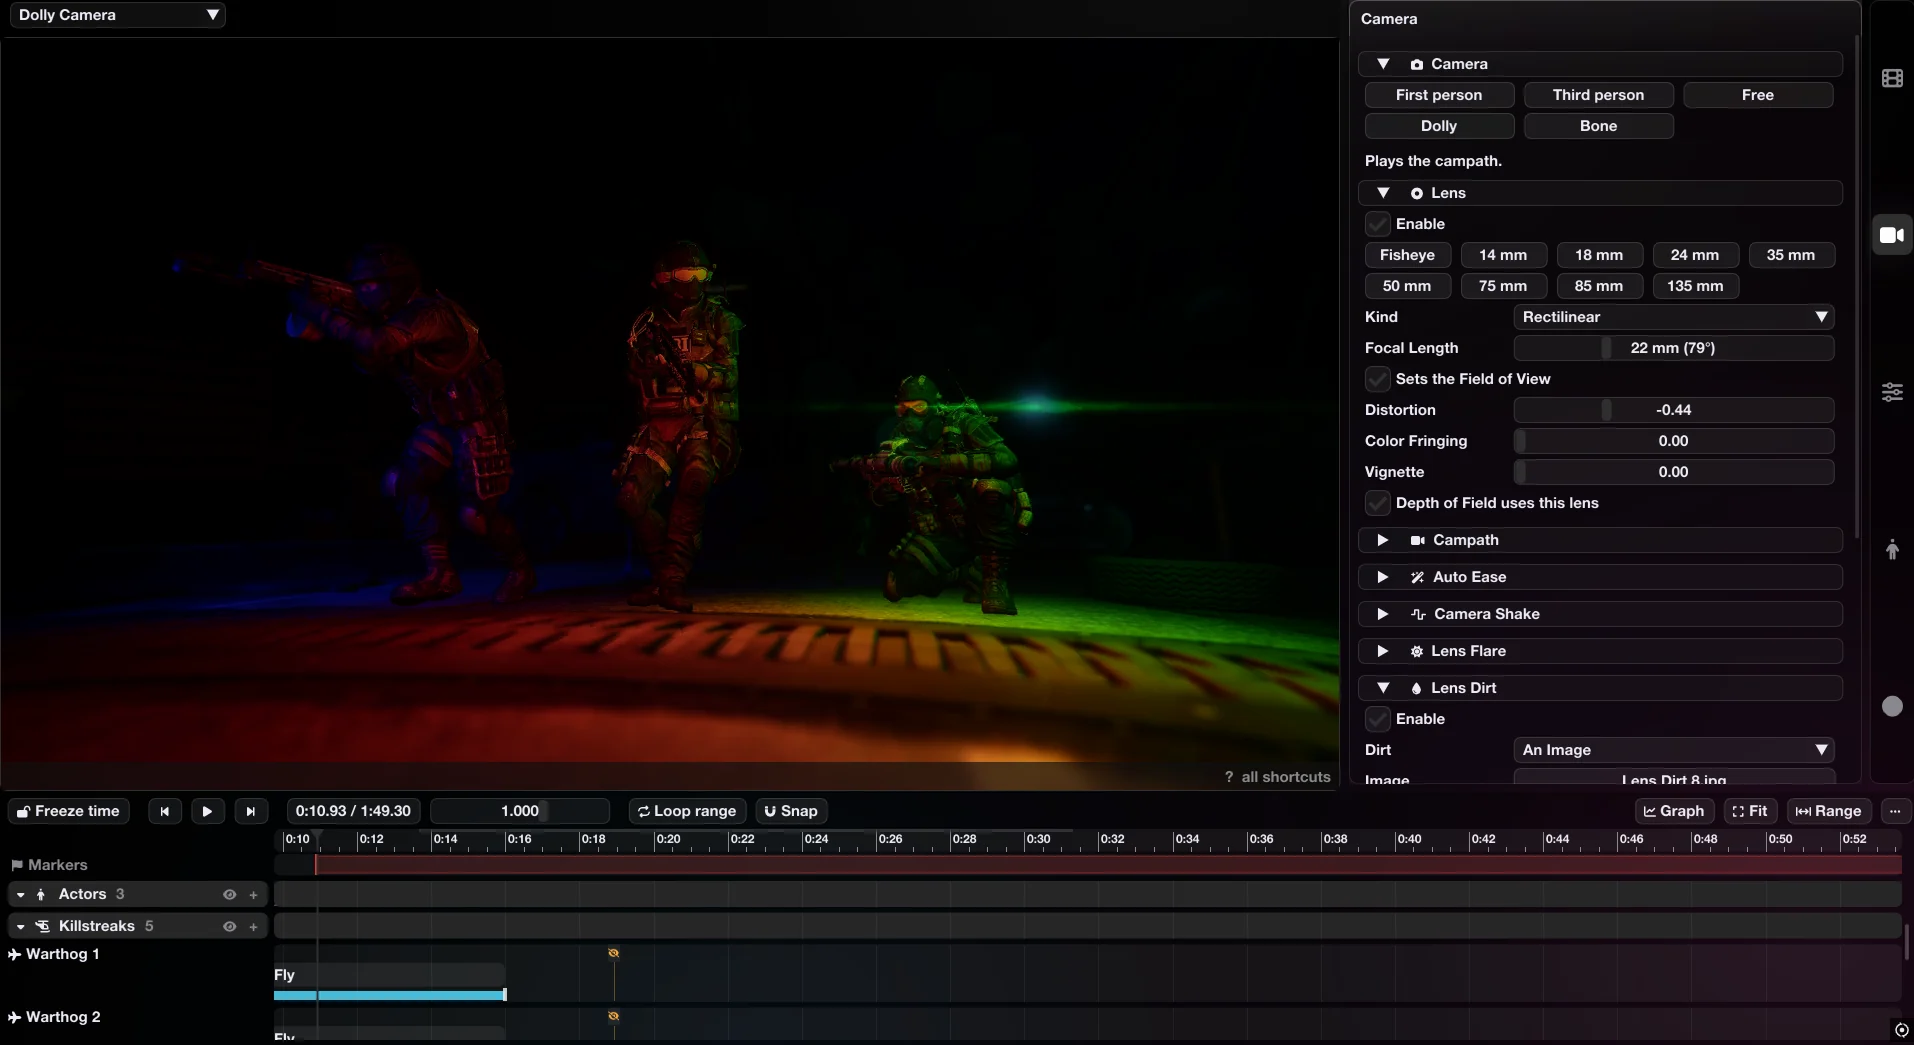 Dolly Camera
Camera
Camera
First person Third person Free
Dolly Bone
Plays the campath.
Lens
Enable
Fisheye 14 mm 18 mm 24 mm 35 mm
50 mm 75 mm 85 mm 135 mm
Kind Rectilinear
Focal Length 22 mm (79°)
Sets the Field of View
Distortion -0.44
Color Fringing 0.00
Vignette 0.00
Depth of Field uses this lens
Campath
Auto Ease
Camera Shake
Lens Flare
Lens Dirt
Enable
Dirt An Image
Image Lens Dirt 8.jpg
? all shortcuts
Freeze time 0:10.93 / 1:49.30 1.000 Loop range Snap Graph Fit Range ...
0:10 0:12 0:14 0:16 0:18 0:20 0:22 0:24 0:26 0:28 0:30 0:32 0:34 0:36 0:38 0:40 0:42 0:44 0:46 0:48 0:50 0:52
Markers
Actors 3 +
Killstreaks 5 +
Warthog 1
Fly
Warthog 2
Fly